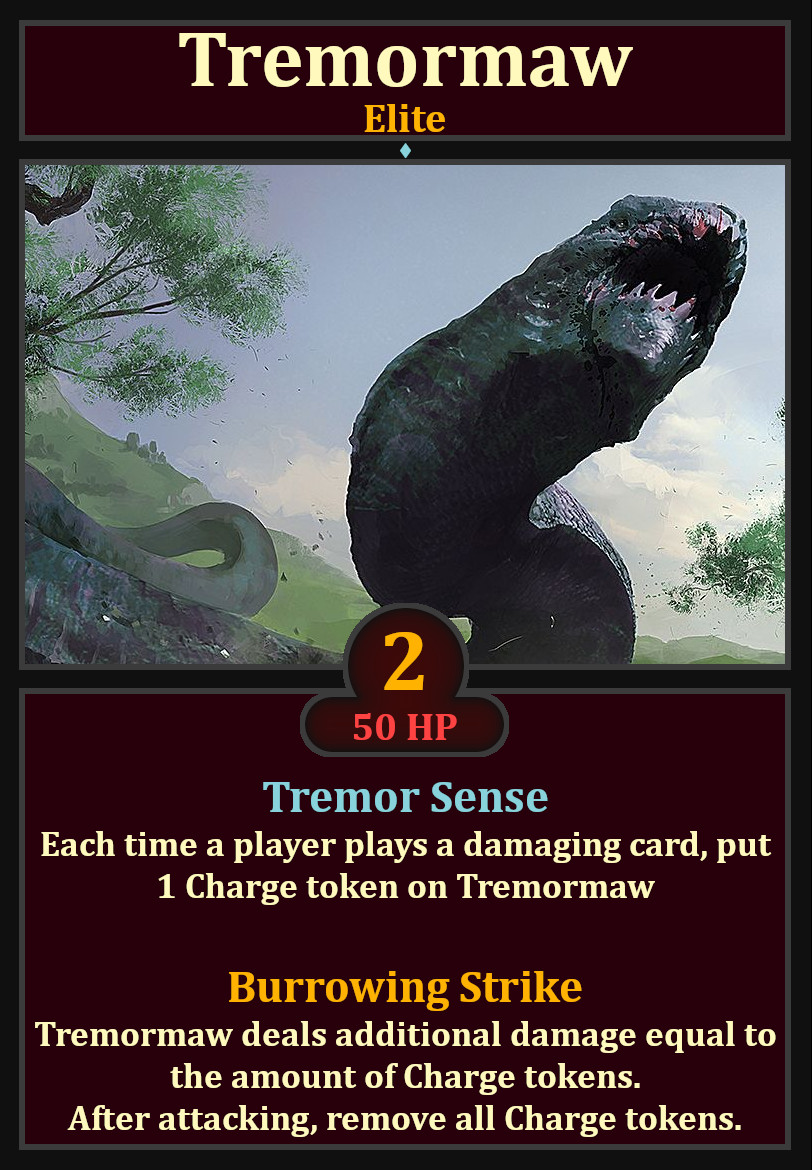 Tremormaw
Elite
2
50 HP
Tremor Sense
Each time a player plays a damaging card, put
1 Charge token on Tremormaw
Burrowing Strike
Tremormaw deals additional damage equal to
the amount of Charge tokens.
After attacking, remove all Charge tokens.